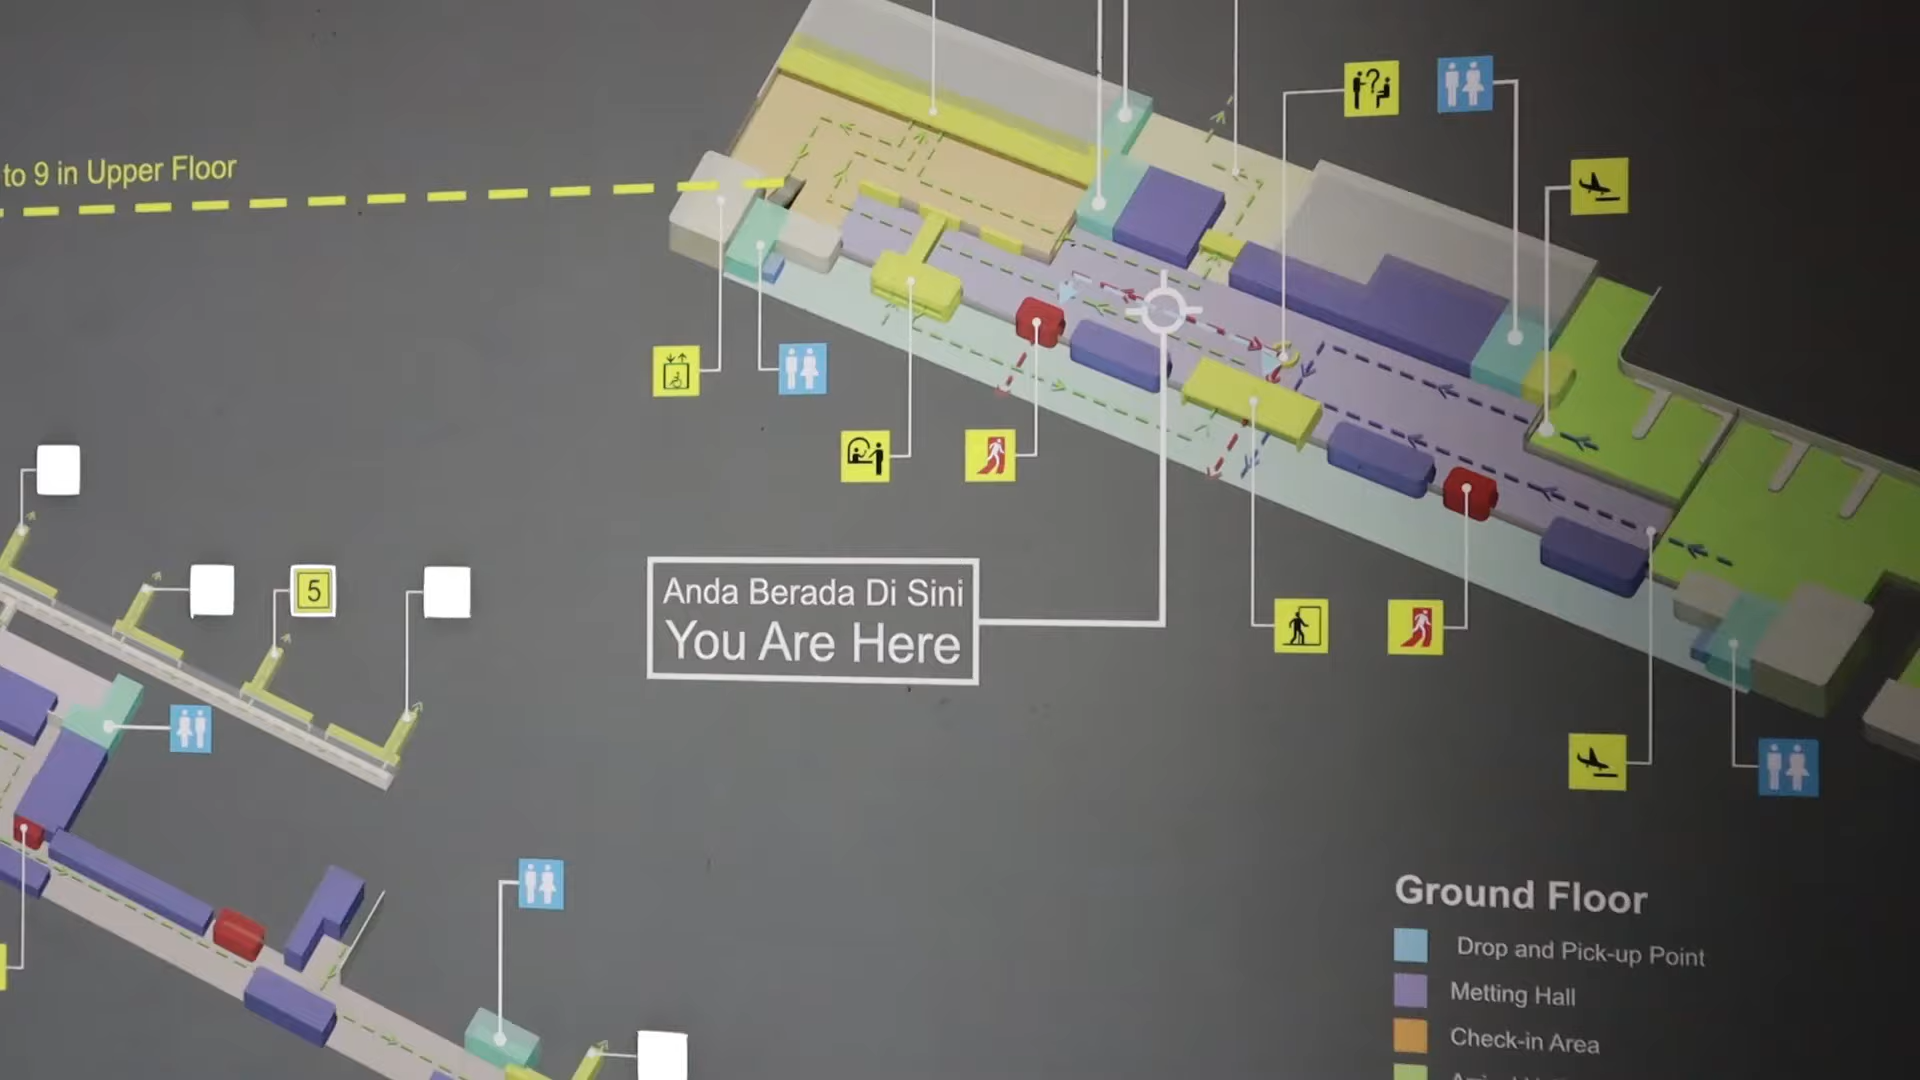 to 9 in Upper Floor
5
Anda Berada Di Sini
You Are Here
Ground Floor
Drop and Pick-up Point
Metting Hall
Check-in Area